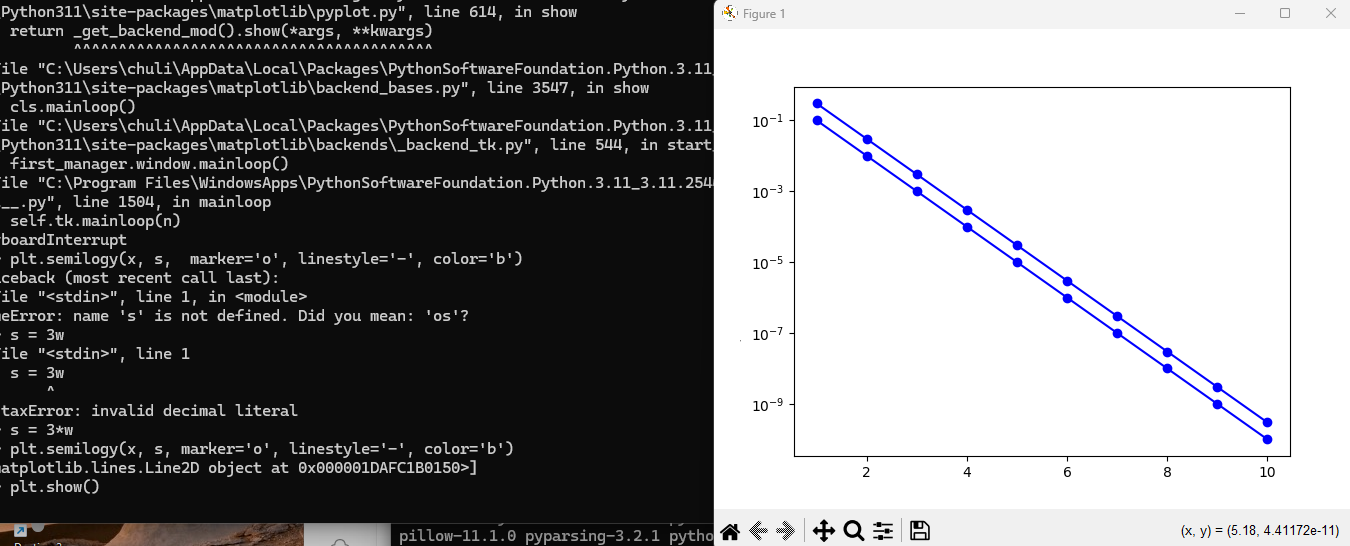 Python311\site-packages\matplotlib\pyplot.py", line 614, in show
return _get_backend_mod().show(*args, **kwargs)
^^^^^^^^^^^^^^^^^^^^^^^^^^^^^^^^^^^^^^^^
ile "C:\Users\chuli\AppData\Local\Packages\PythonSoftwareFoundation.Python.3.11_
Python311\site-packages\matplotlib\backend_bases.py", line 3547, in show
cls.mainloop()
ile "C:\Users\chuli\AppData\Local\Packages\PythonSoftwareFoundation.Python.3.11_
Python311\site-packages\matplotlib\backends\_backend_tk.py", line 544, in start_
first_manager.window.mainloop()
ile "C:\Program Files\WindowsApps\PythonSoftwareFoundation.Python.3.11_3.11.254
__.py", line 1504, in mainloop
self.tk.mainloop(n)
rboardInterrupt
plt.semilogy(x, s,  marker='o', linestyle='-', color='b')
aceback (most recent call last):
ile "<stdin>", line 1, in <module>
meError: name 's' is not defined. Did you mean: 'os'?
s = 3w
ile "<stdin>", line 1
s = 3w
^
taxError: invalid decimal literal
s = 3*w
plt.semilogy(x, s, marker='o', linestyle='-', color='b')
matplotlib.lines.Line2D object at 0x000001DAFC1B0150>]
plt.show()
pillow-11.1.0 pyparsing-3.2.1 pytho
Figure 1
10⁻¹
10⁻³
10⁻⁵
10⁻⁷
10⁻⁹
2 4 6 8 10
(x, y) = (5.18, 4.41172e-11)